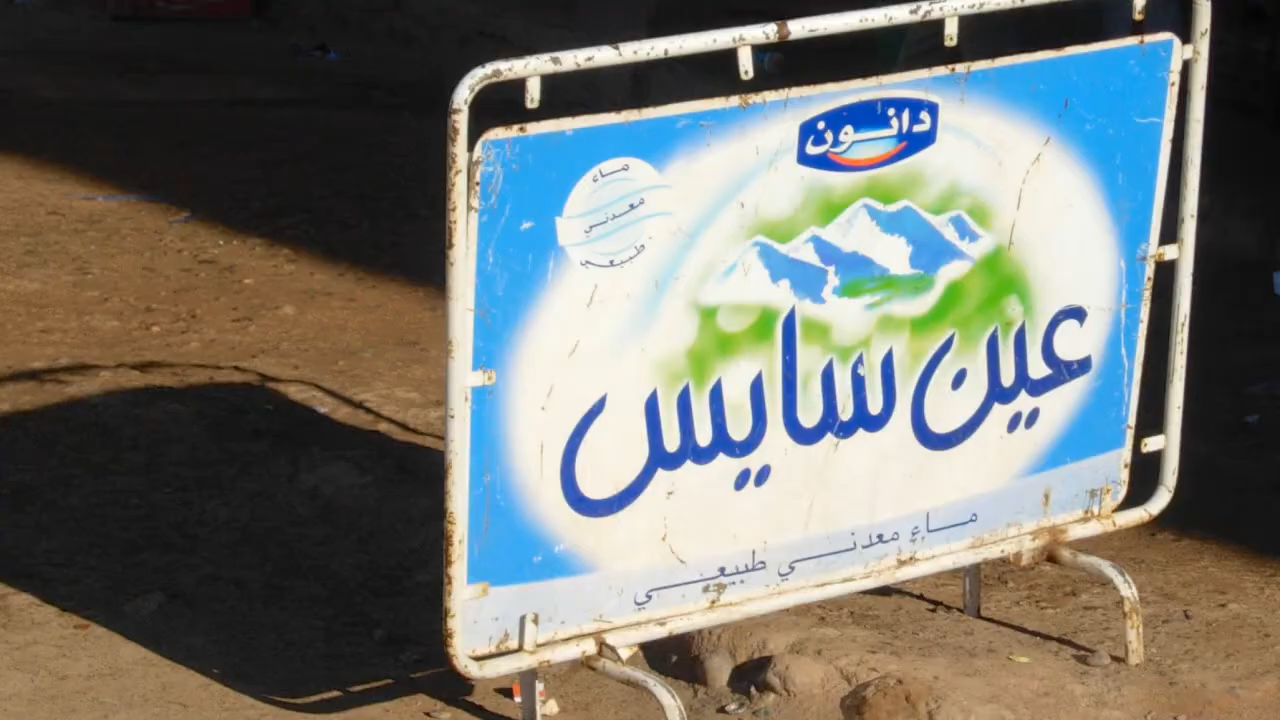 دانون
ماء
معدني
طبيعي
عين سايس
ماء معدني طبيعي